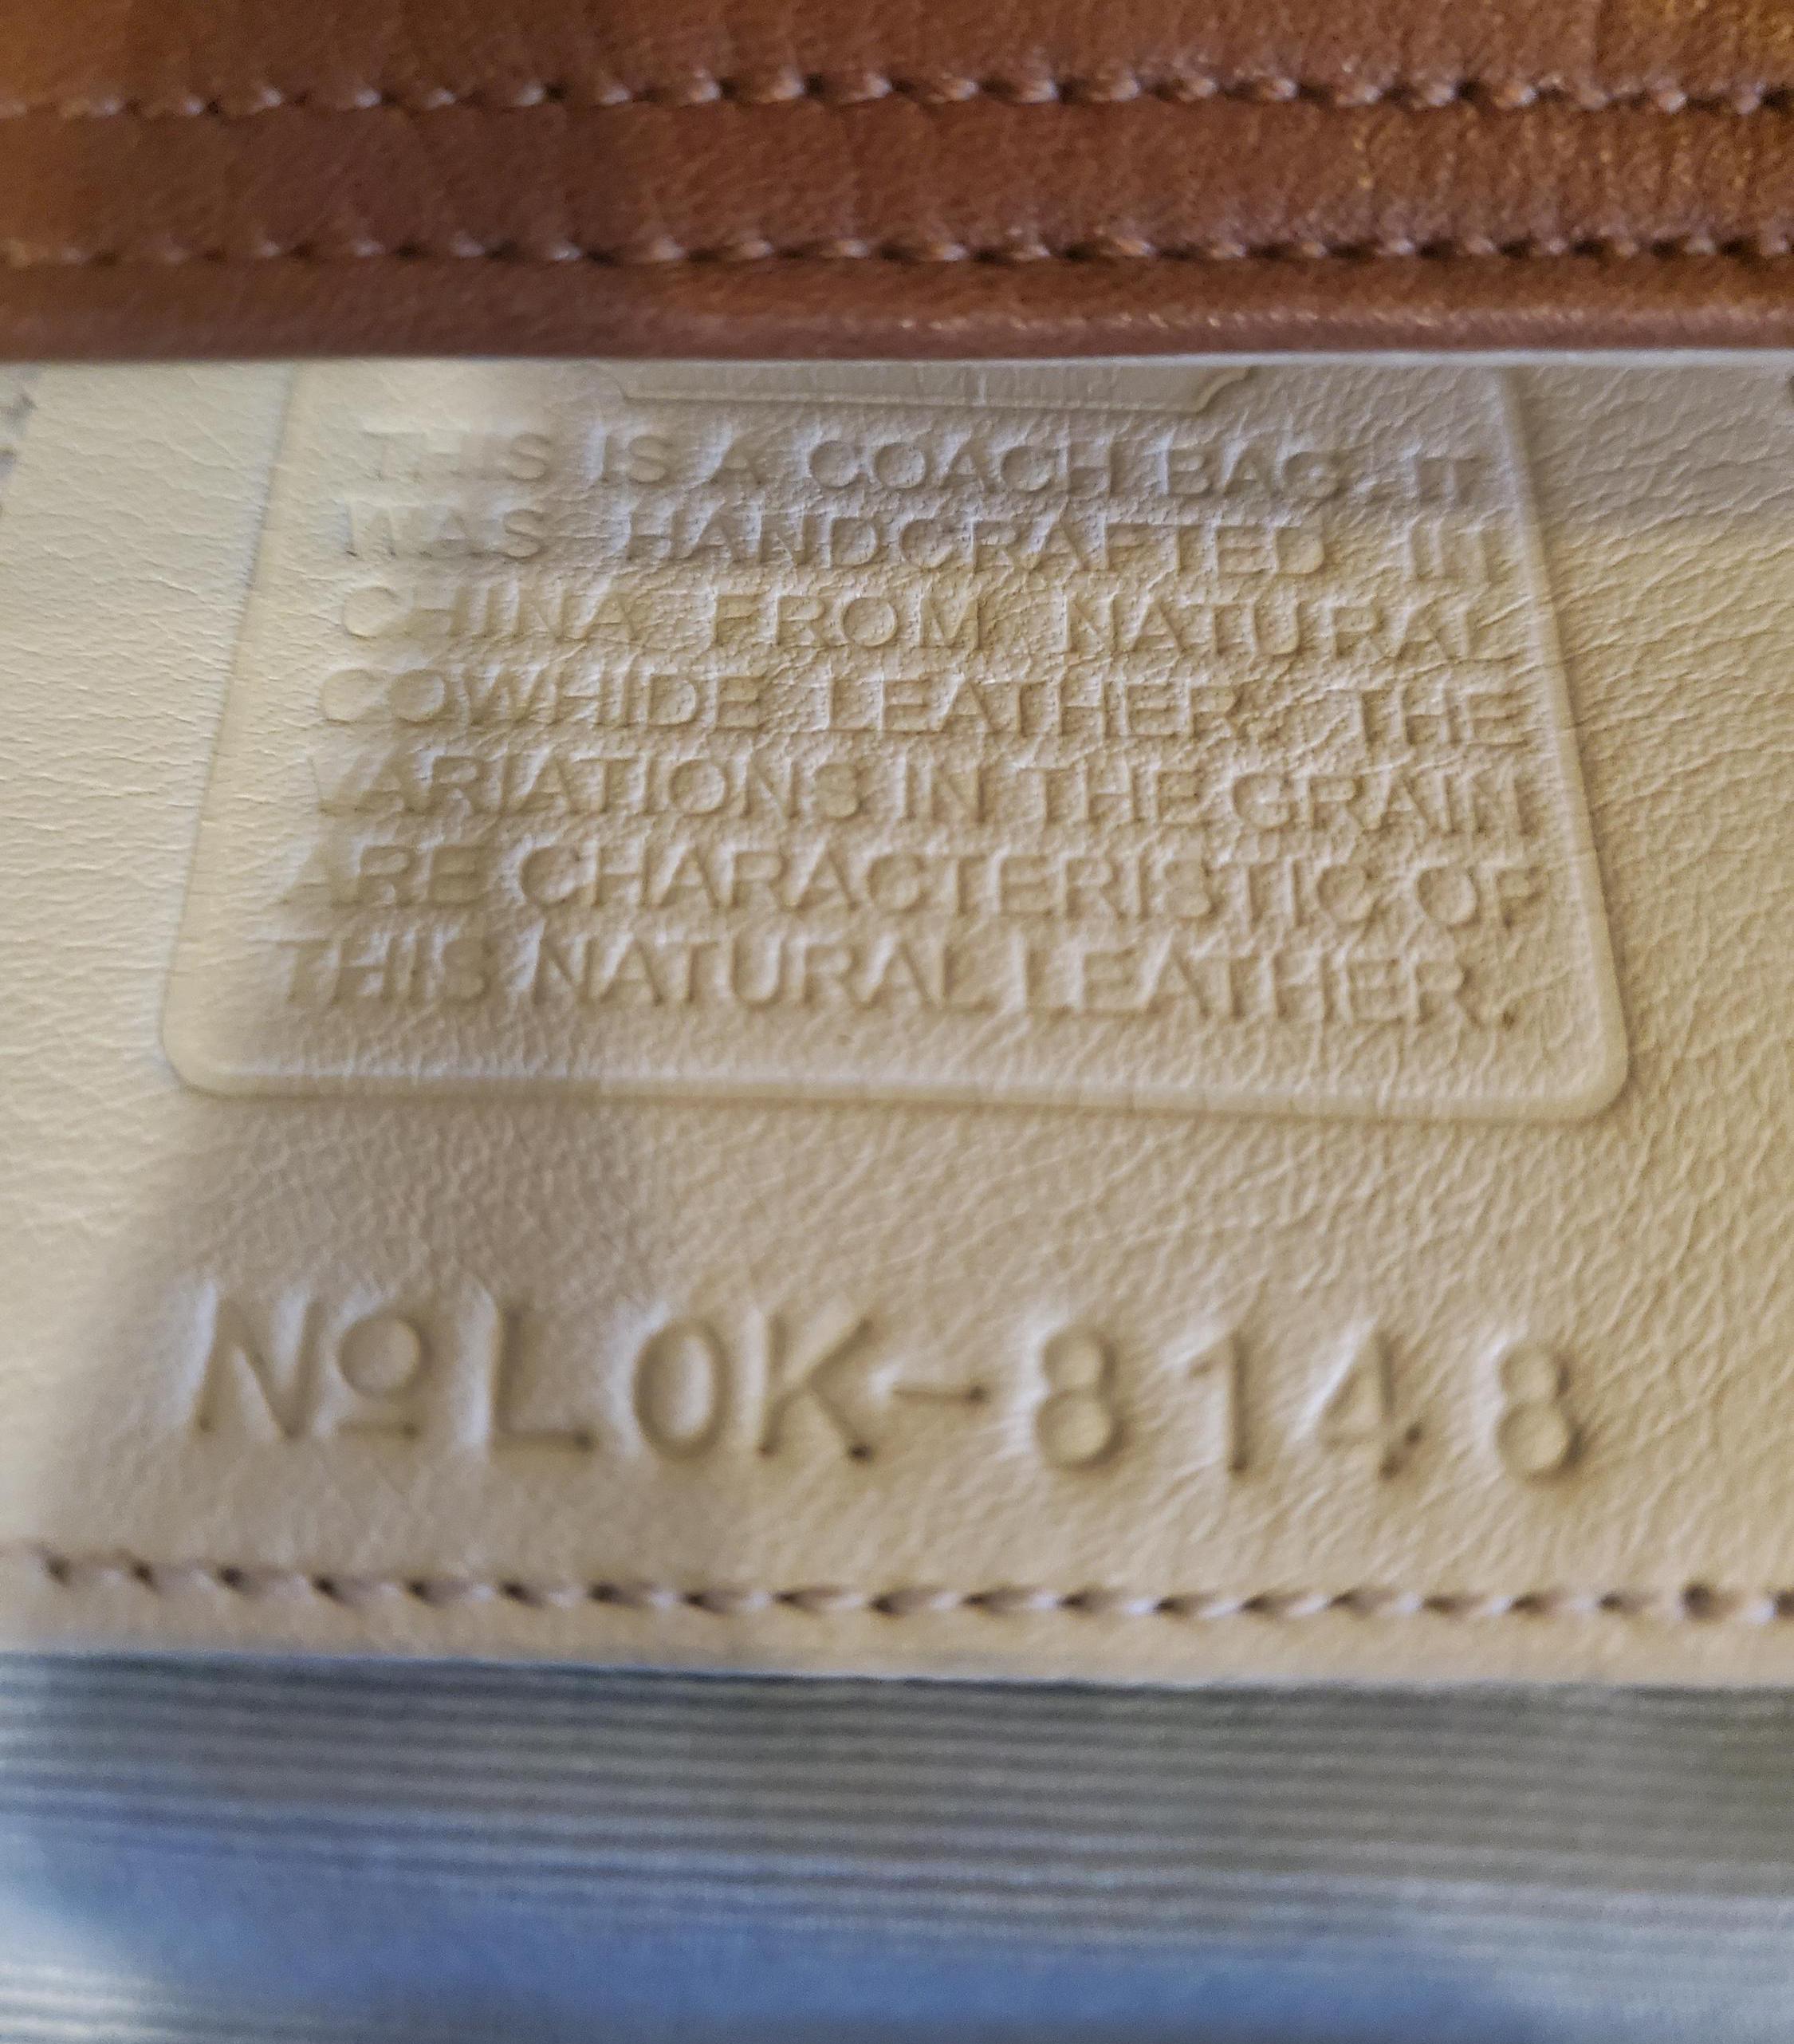 THIS IS A COACH BAG. IT
WAS HANDCRAFTED IN
CHINA FROM NATURAL
COWHIDE LEATHER. THE
VARIATIONS IN THE GRAIN
ARE CHARACTERISTIC OF
THIS NATURAL LEATHER.
Nº L0K-8148